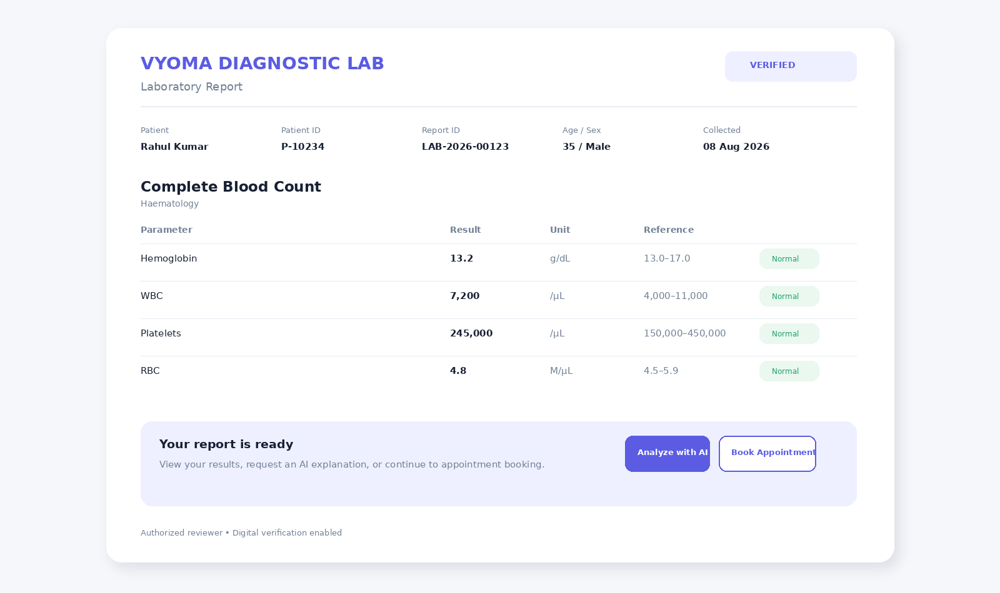 VYOMA DIAGNOSTIC LAB
VERIFIED
Laboratory Report
Patient Patient ID Report ID Age / Sex Collected
Rahul Kumar P-10234 LAB-2026-00123 35 / Male 08 Aug 2026
Complete Blood Count
Haematology
Parameter Result Unit Reference
Hemoglobin 13.2 g/dL 13.0–17.0 Normal
WBC 7,200 /µL 4,000–11,000 Normal
Platelets 245,000 /µL 150,000–450,000 Normal
RBC 4.8 M/µL 4.5–5.9 Normal
Your report is ready
Analyze with AI Book Appointment
View your results, request an AI explanation, or continue to appointment booking.
Authorized reviewer • Digital verification enabled